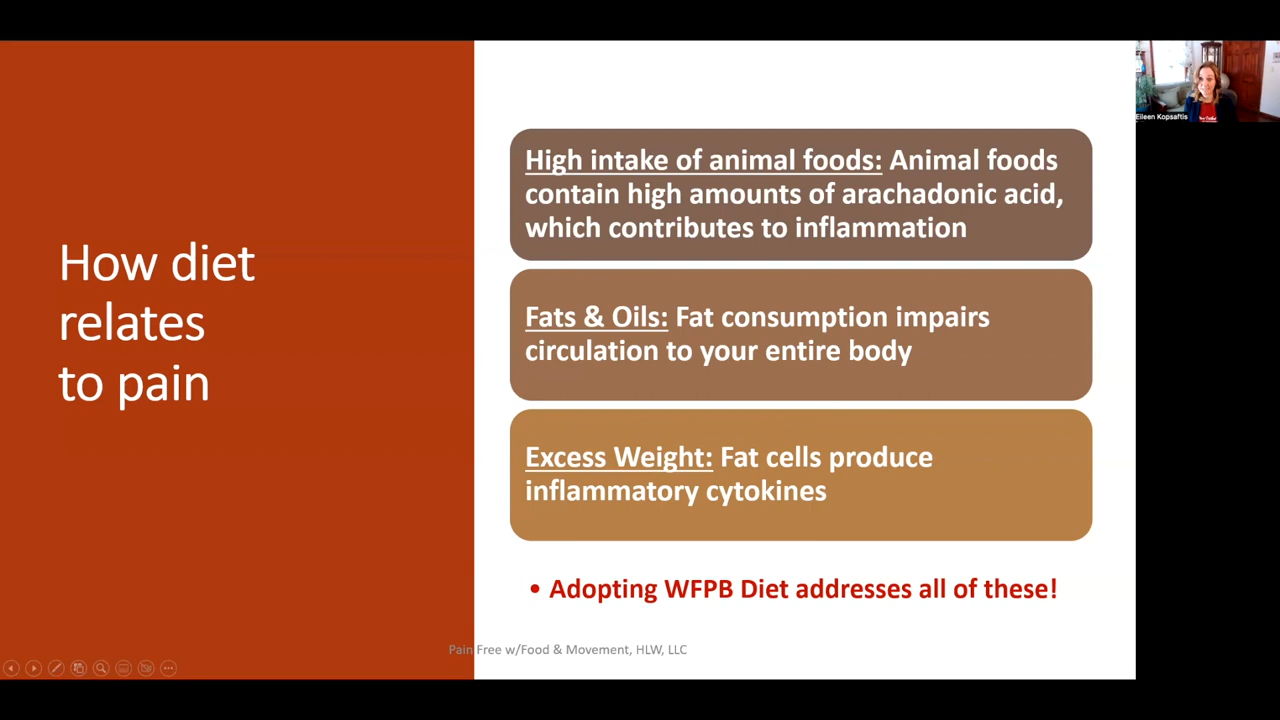 How diet
relates
to pain
High intake of animal foods: Animal foods
contain high amounts of arachadonic acid,
which contributes to inflammation
Fats & Oils: Fat consumption impairs
circulation to your entire body
Excess Weight: Fat cells produce
inflammatory cytokines
• Adopting WFPB Diet addresses all of these!
Pain Free w/Food & Movement, HLW, LLC
Eileen Kopsaftis